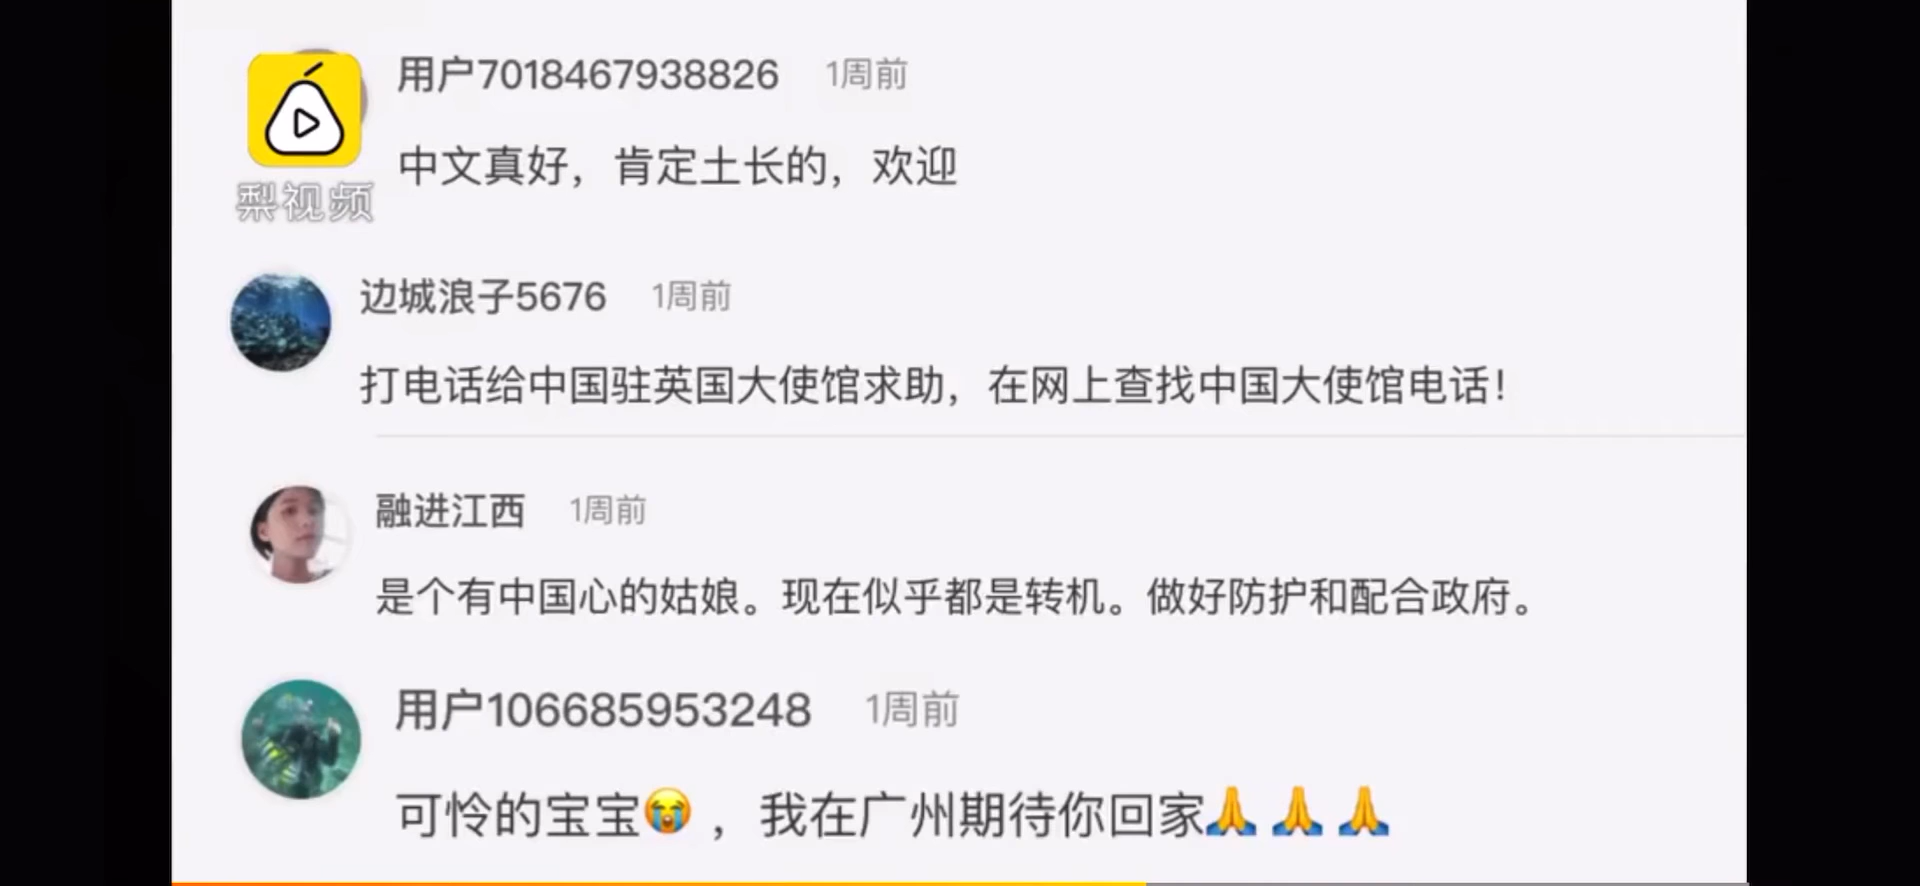 用户7018467938826 1周前
中文真好，肯定土长的，欢迎
梨视频
边城浪子5676 1周前
打电话给中国驻英国大使馆求助，在网上查找中国大使馆电话！
融进江西 1周前
是个有中国心的姑娘。现在似乎都是转机。做好防护和配合政府。
用户106685953248 1周前
可怜的宝宝😭，我在广州期待你回家🙏🙏🙏